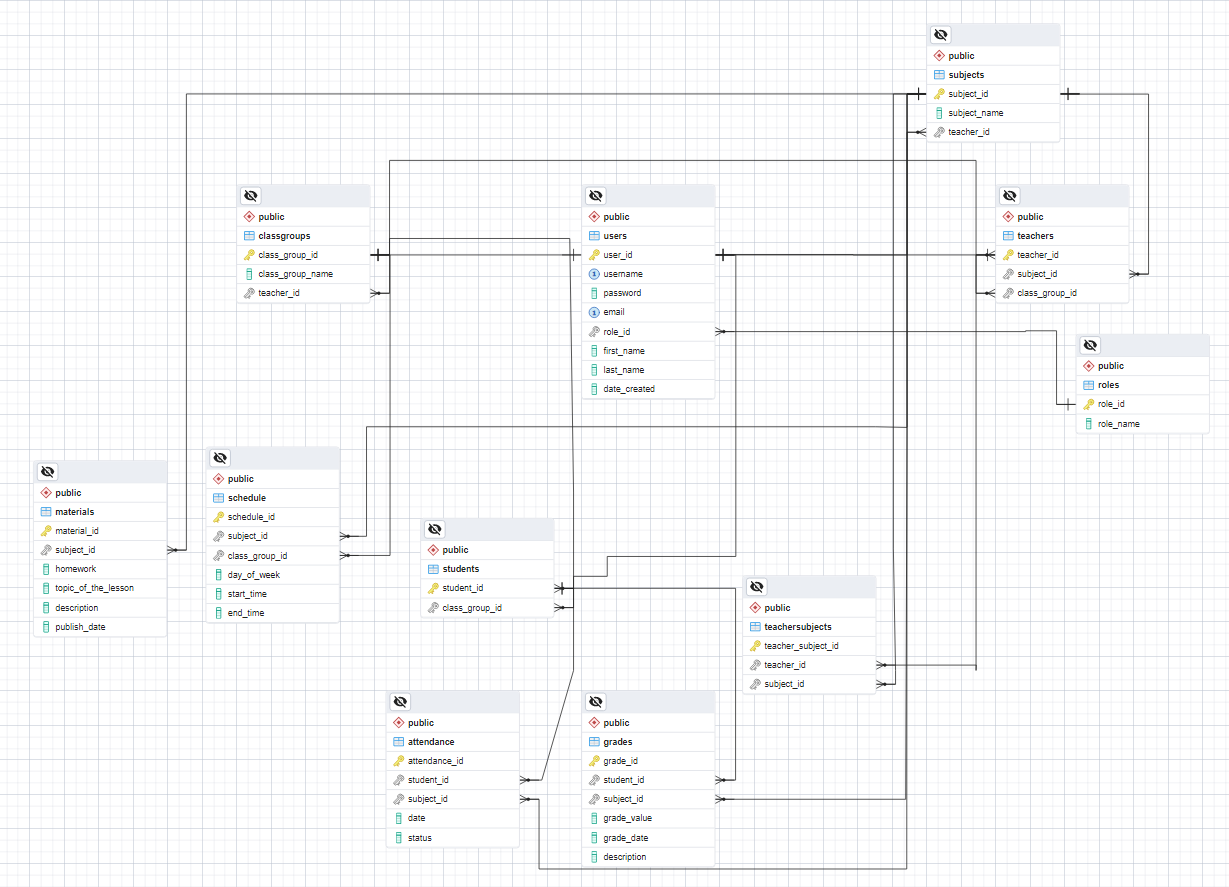 public
subjects
subject_id
subject_name
teacher_id
public
classgroups
class_group_id
class_group_name
teacher_id
public
users
user_id
username
password
email
role_id
first_name
last_name
date_created
public
teachers
teacher_id
subject_id
class_group_id
public
roles
role_id
role_name
public
materials
material_id
subject_id
homework
topic_of_the_lesson
description
publish_date
public
schedule
schedule_id
subject_id
class_group_id
day_of_week
start_time
end_time
public
students
student_id
class_group_id
public
teachersubjects
teacher_subject_id
teacher_id
subject_id
public
attendance
attendance_id
student_id
subject_id
date
status
public
grades
grade_id
student_id
subject_id
grade_value
grade_date
description